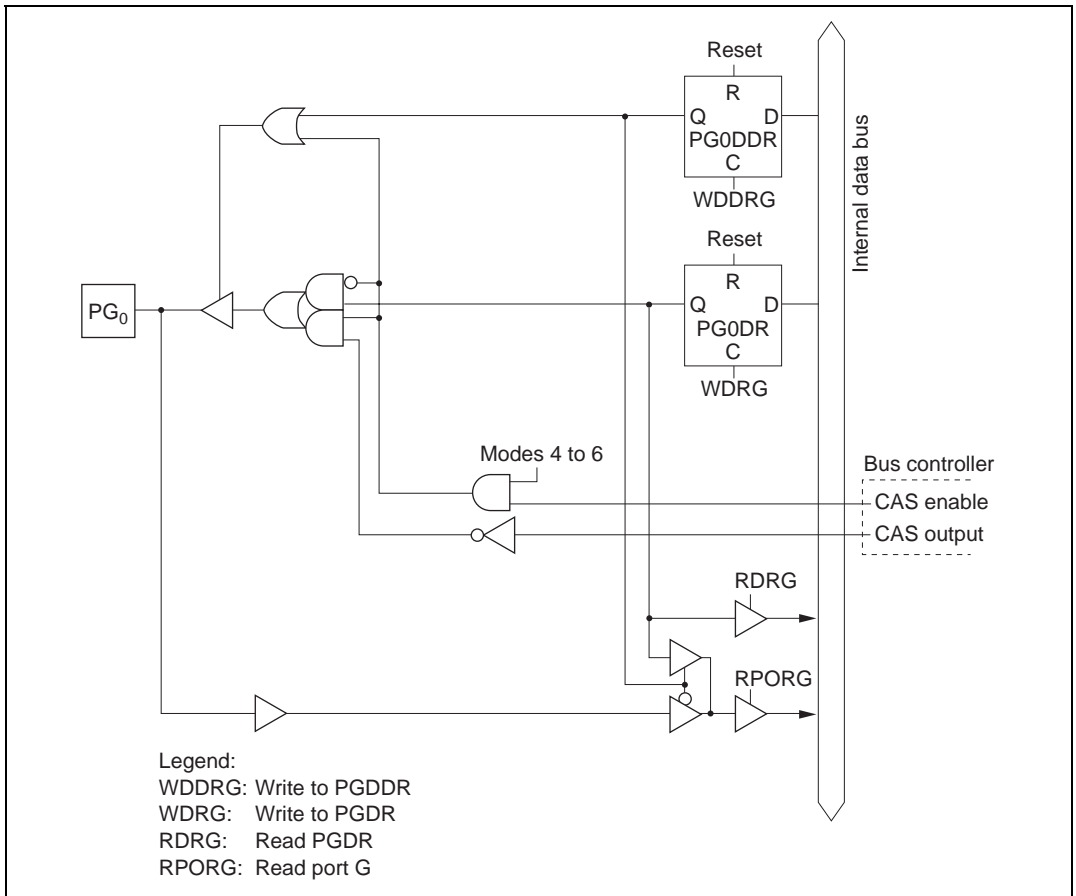 Reset
R
Q D
PG0DDR
C
WDDRG
Internal data bus
Reset
R
Q D
PG0DR
C
WDRG
PG0
Modes 4 to 6
Bus controller
CAS enable
CAS output
RDRG
RPORG
Legend:
WDDRG: Write to PGDDR
WDRG: Write to PGDR
RDRG: Read PGDR
RPORG: Read port G